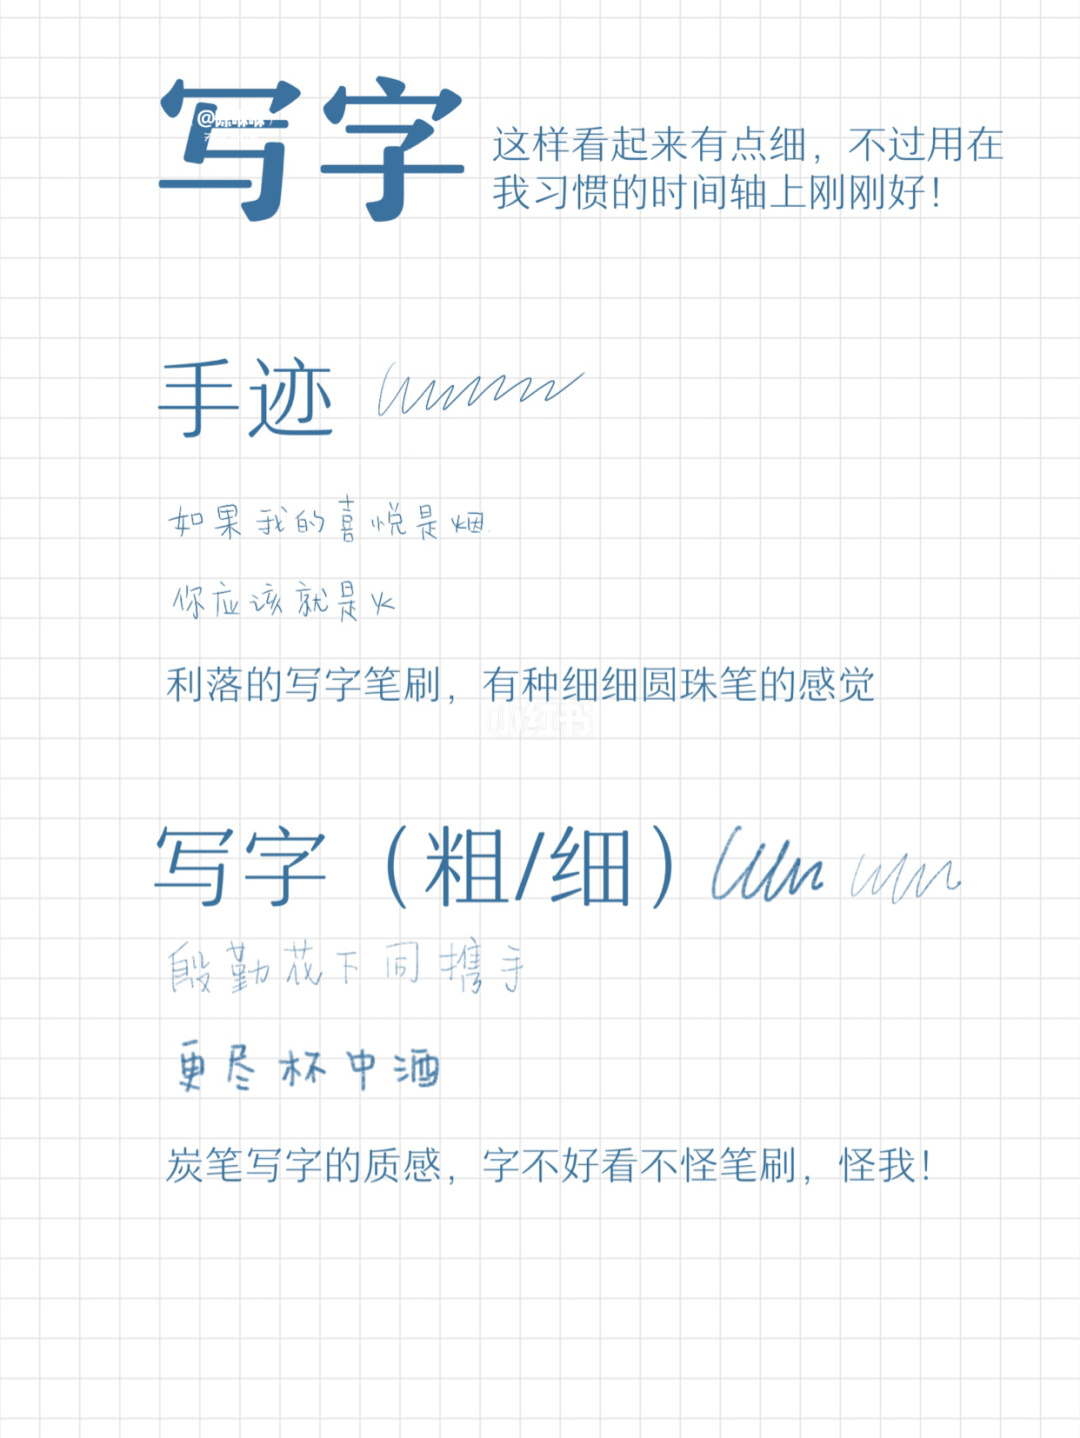 写字
这样看起来有点细，不过用在
我习惯的时间轴上刚刚好！
手迹
如果我的喜悦是烟
你应该就是火
利落的写字笔刷，有种细细圆珠笔的感觉
小红书
写字（粗/细）
殷勤花下同携手
更尽杯中酒
炭笔写字的质感，字不好看不怪笔刷，怪我！